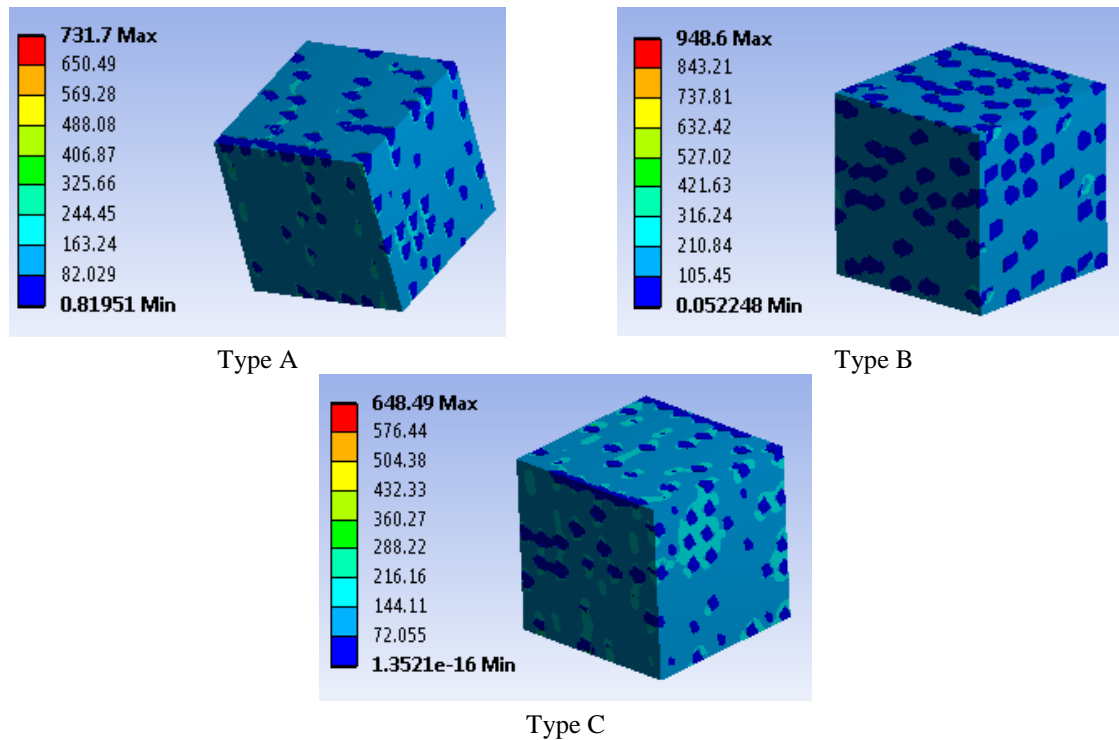 731.7 Max
650.49
569.28
488.08
406.87
325.66
244.45
163.24
82.029
0.81951 Min
Type A
948.6 Max
843.21
737.81
632.42
527.02
421.63
316.24
210.84
105.45
0.052248 Min
Type B
648.49 Max
576.44
504.38
432.33
360.27
288.22
216.16
144.11
72.055
1.3521e-16 Min
Type C